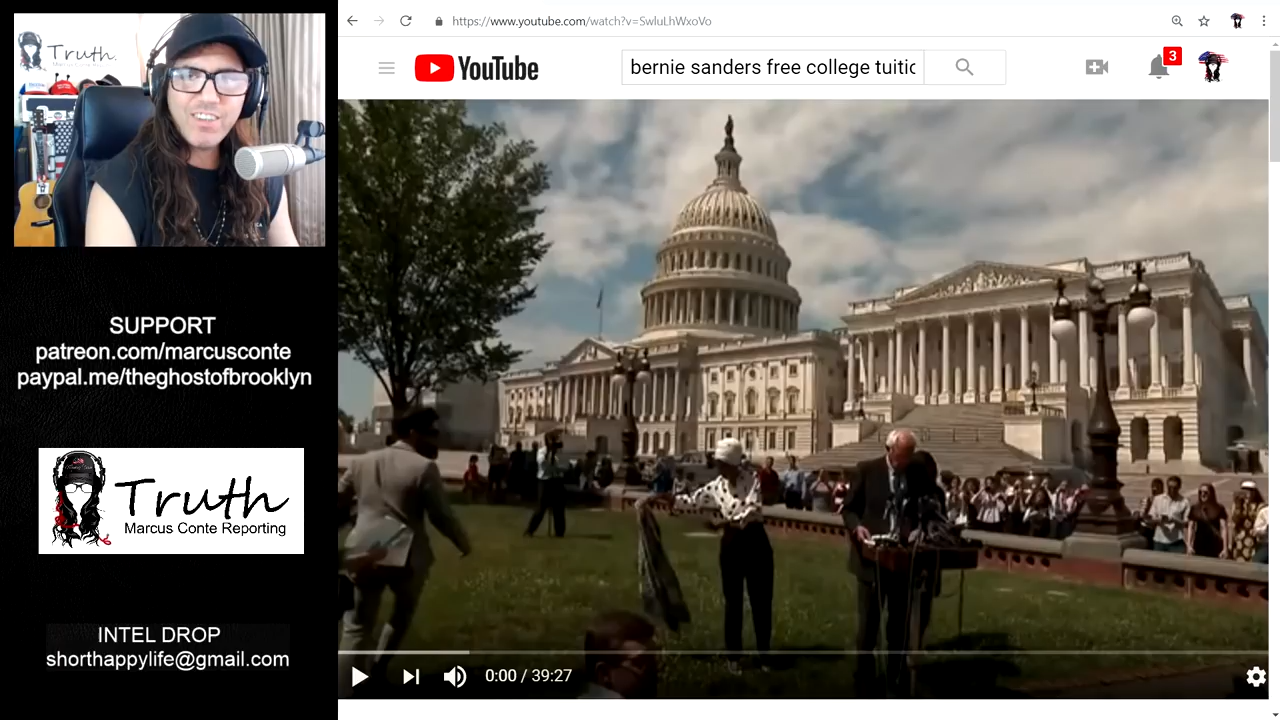 Truth.
SUPPORT
patreon.com/marcusconte
paypal.me/theghostofbrooklyn
Truth
Marcus Conte Reporting
INTEL DROP
shorthappylife@gmail.com
https://www.youtube.com/watch?v=SwluLhWxoVo
YouTube
bernie sanders free college tuitic
3
0:00 / 39:27